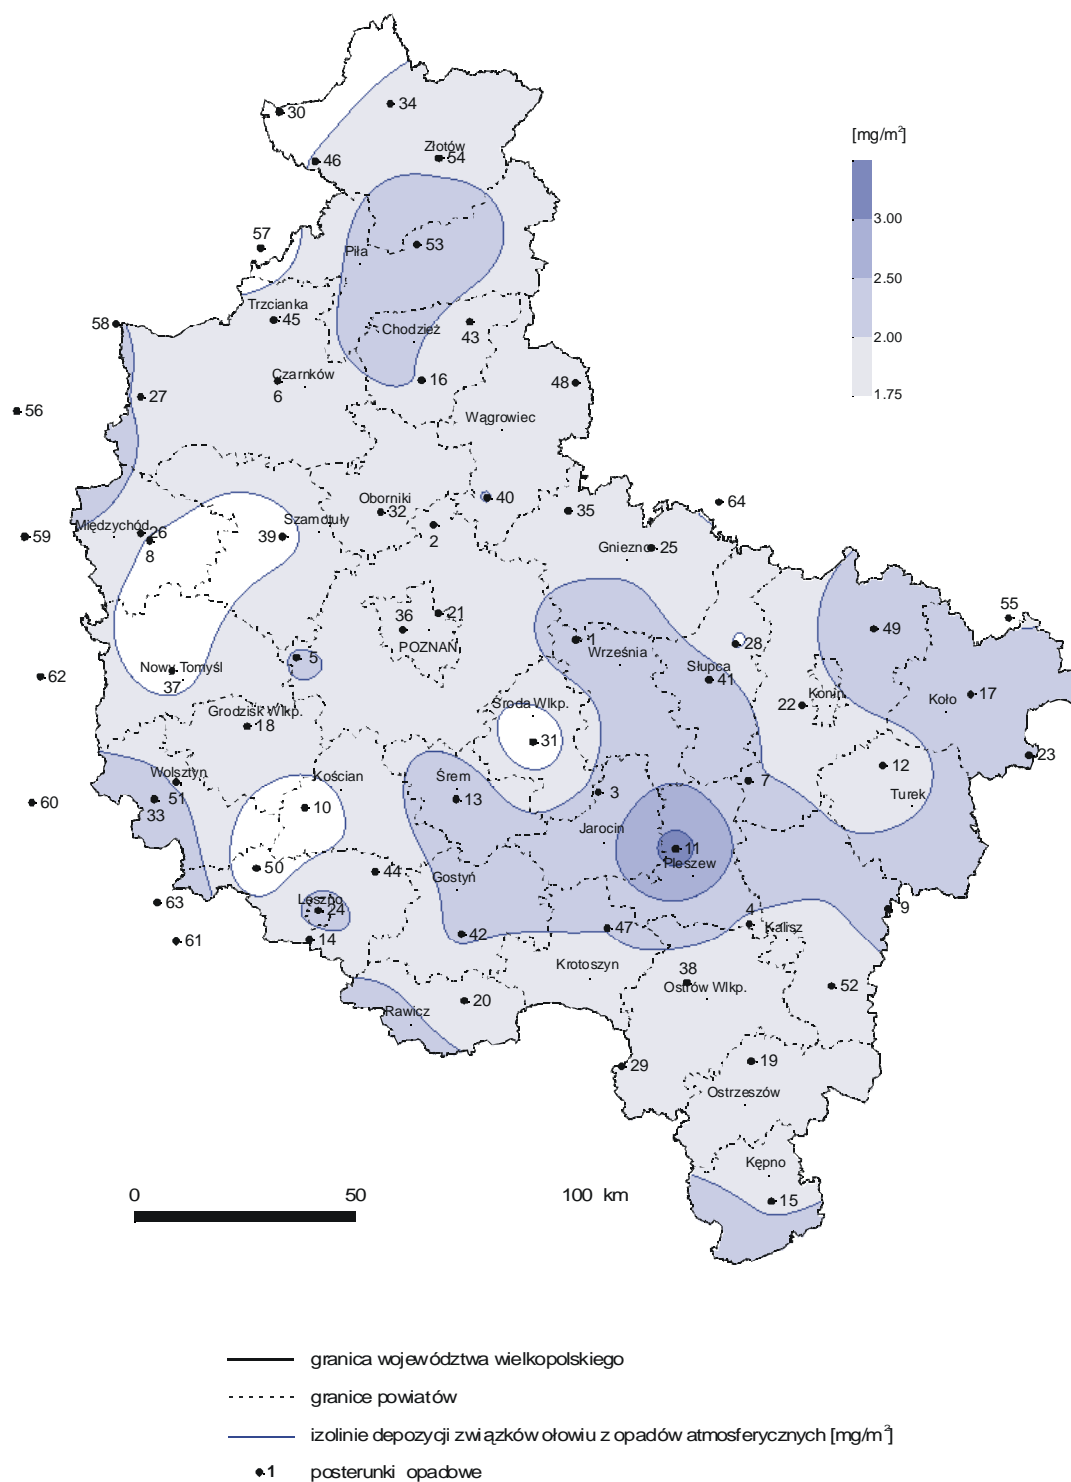 [mg/m²]
3.00
2.50
2.00
1.75
30
34
46
Złotów
54
57
53
Piła
Trzcianka
45
58
Chodzież
43
Czarnków
6
16
48
27
56
Wągrowiec
40
64
Oborniki
32
35
Szamotuły
39
2
Międzychód
26
8
59
Gniezno
25
55
36
21
POZNAŃ
1
Września
28
49
5
Słupca
41
Nowy Tomyśl
37
62
Konin
22
Koło
17
Środa Wlkp.
31
Grodzisk Wlkp.
18
23
12
Turek
Wolsztyn
51
33
60
Kościan
10
Śrem
13
3
7
Jarocin
11
Pleszew
50
44
Gostyń
Leszno
24
63
61
14
42
47
4
Kalisz
9
Krotoszyn
38
Ostrów Wlkp.
52
20
Rawicz
29
19
Ostrzeszów
Kępno
15
0 50 100 km
granica województwa wielkopolskiego
granice powiatów
izolinie depozycji związków ołowiu z opadów atmosferycznych [mg/m²]
1 posterunki opadowe